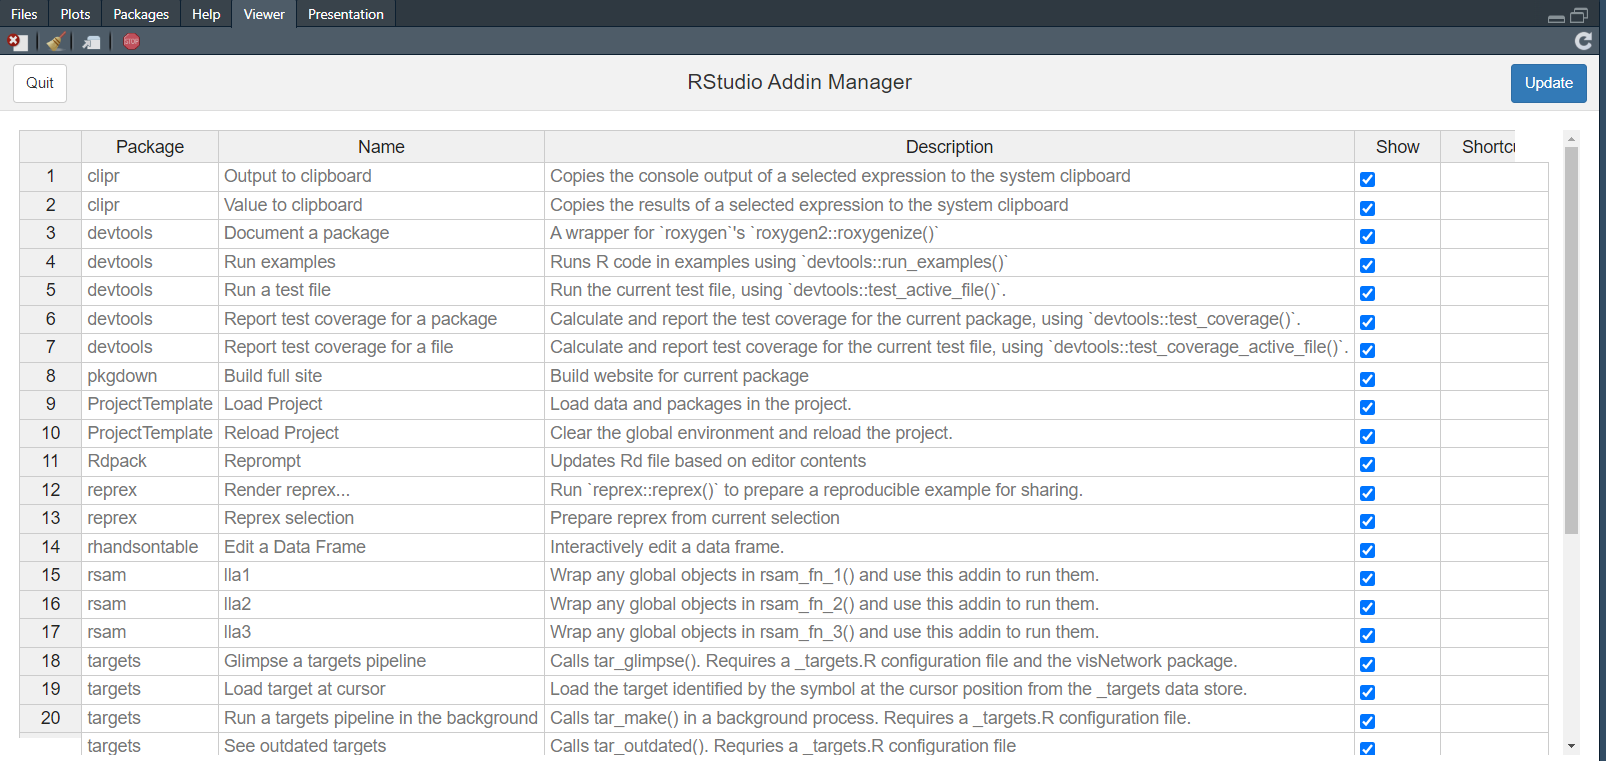 Files Plots Packages Help Viewer Presentation
STOP
Quit RStudio Addin Manager Update
Package Name Description Show Shortcu
1 clipr Output to clipboard Copies the console output of a selected expression to the system clipboard
2 clipr Value to clipboard Copies the results of a selected expression to the system clipboard
3 devtools Document a package A wrapper for `roxygen`'s `roxygen2::roxygenize()`
4 devtools Run examples Runs R code in examples using `devtools::run_examples()`
5 devtools Run a test file Run the current test file, using `devtools::test_active_file()`.
6 devtools Report test coverage for a package Calculate and report the test coverage for the current package, using `devtools::test_coverage()`.
7 devtools Report test coverage for a file Calculate and report test coverage for the current test file, using `devtools::test_coverage_active_file()`.
8 pkgdown Build full site Build website for current package
9 ProjectTemplate Load Project Load data and packages in the project.
10 ProjectTemplate Reload Project Clear the global environment and reload the project.
11 Rdpack Reprompt Updates Rd file based on editor contents
12 reprex Render reprex... Run `reprex::reprex()` to prepare a reproducible example for sharing.
13 reprex Reprex selection Prepare reprex from current selection
14 rhandsontable Edit a Data Frame Interactively edit a data frame.
15 rsam lla1 Wrap any global objects in rsam_fn_1() and use this addin to run them.
16 rsam lla2 Wrap any global objects in rsam_fn_2() and use this addin to run them.
17 rsam lla3 Wrap any global objects in rsam_fn_3() and use this addin to run them.
18 targets Glimpse a targets pipeline Calls tar_glimpse(). Requires a _targets.R configuration file and the visNetwork package.
19 targets Load target at cursor Load the target identified by the symbol at the cursor position from the _targets data store.
20 targets Run a targets pipeline in the background Calls tar_make() in a background process. Requires a _targets.R configuration file.
targets See outdated targets Calls tar_outdated(). Requries a _targets.R configuration file